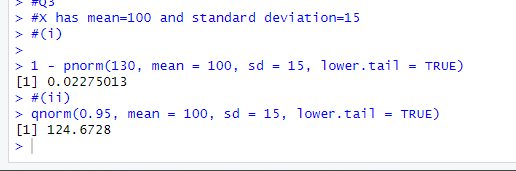 > #Q3
> #X has mean=100 and standard deviation=15
> #(i)
>
> 1 - pnorm(130, mean = 100, sd = 15, lower.tail = TRUE)
[1] 0.02275013
> #(ii)
> qnorm(0.95, mean = 100, sd = 15, lower.tail = TRUE)
[1] 124.6728
>